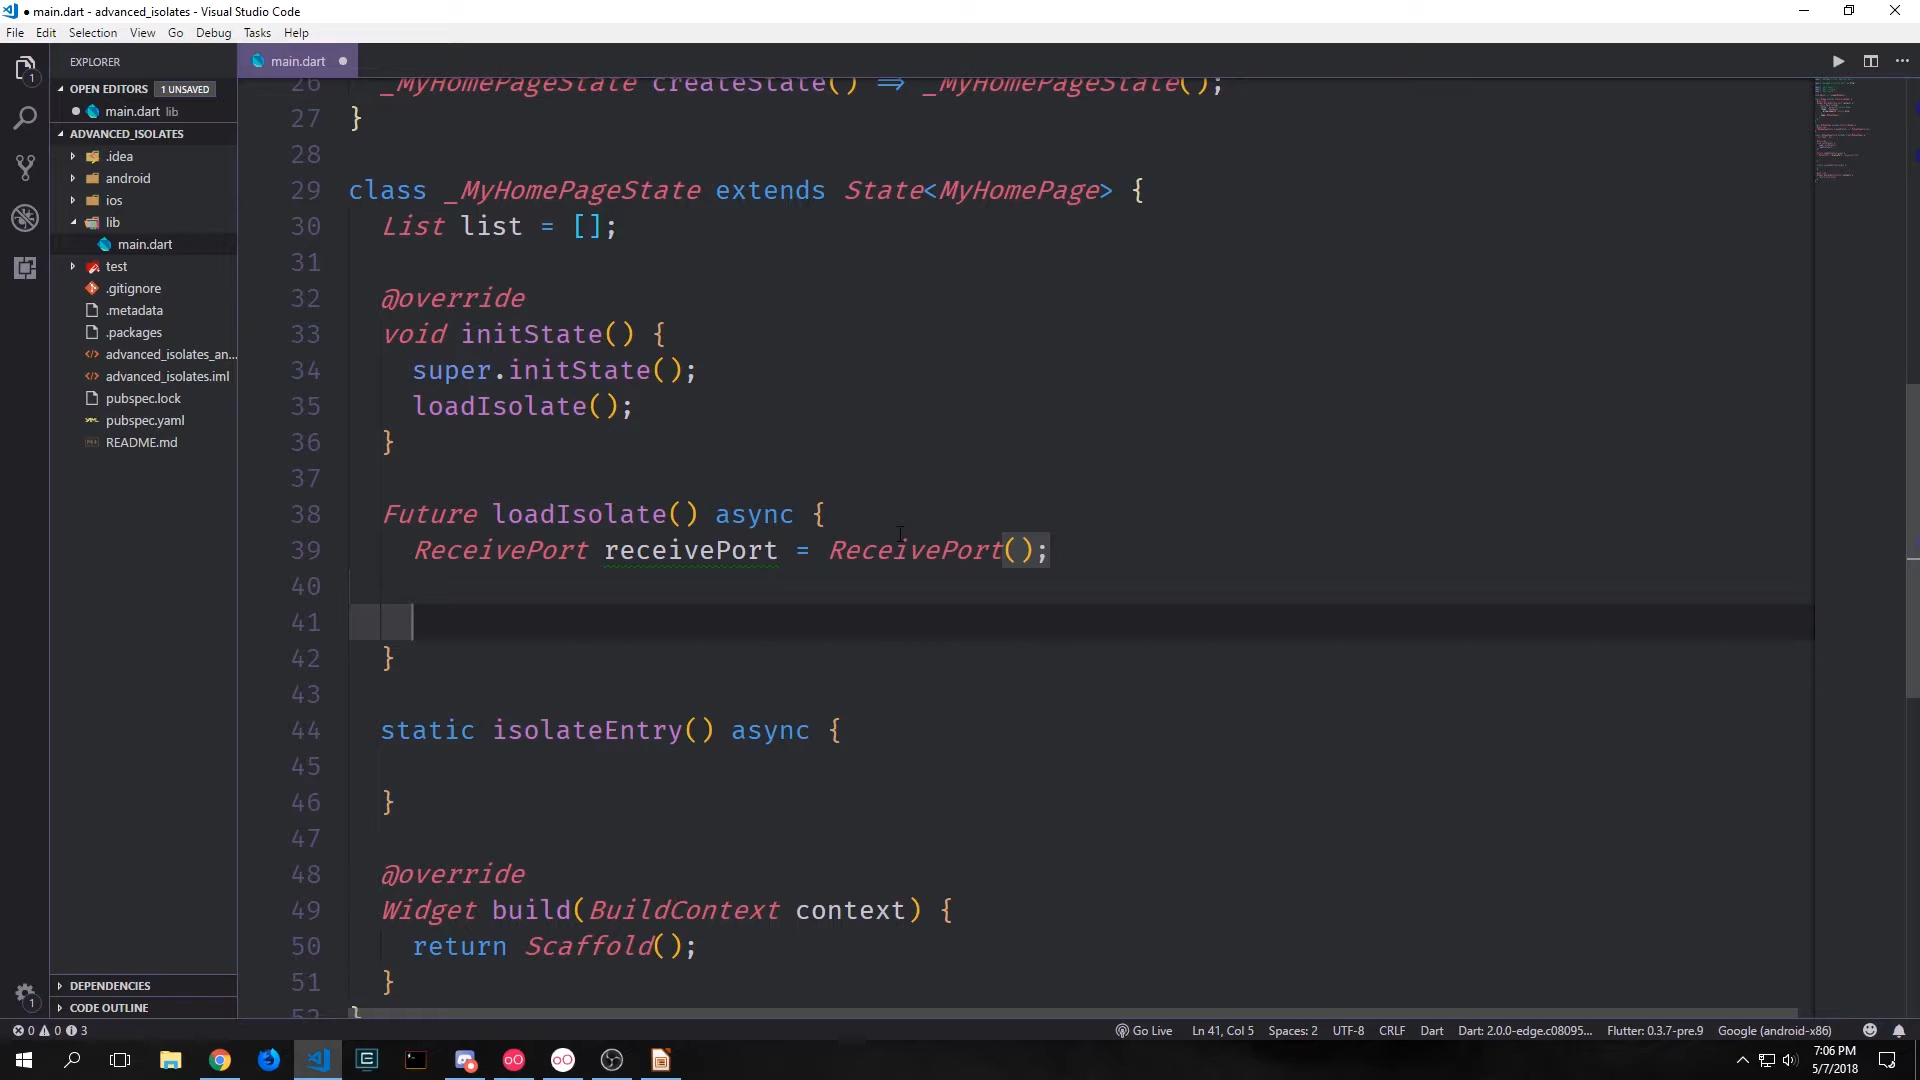 ● main.dart - advanced_isolates - Visual Studio Code
File Edit Selection View Go Debug Tasks Help
1
EXPLORER
main.dart ●
OPEN EDITORS 1 UNSAVED
● main.dart lib
ADVANCED_ISOLATES
.idea
android
ios
lib
main.dart
test
.gitignore
.metadata
.packages
advanced_isolates_an...
advanced_isolates.iml
pubspec.lock
pubspec.yaml
README.md
DEPENDENCIES
CODE OUTLINE
1
26 _MyHomePageState createState() => _MyHomePageState();
27 }
28
29 class _MyHomePageState extends State<MyHomePage> {
30 List list = [];
31
32 @override
33 void initState() {
34 super.initState();
35 loadIsolate();
36 }
37
38 Future loadIsolate() async {
39 ReceivePort receivePort = ReceivePort();
40
41
42 }
43
44 static isolateEntry() async {
45
46 }
47
48 @override
49 Widget build(BuildContext context) {
50 return Scaffold();
51 }
52 }
0 0 3
Go Live Ln 41, Col 5 Spaces: 2 UTF-8 CRLF Dart Dart: 2.0.0-edge.c08095... Flutter: 0.3.7-pre.9 Google (android-x86)
7:06 PM
5/7/2018